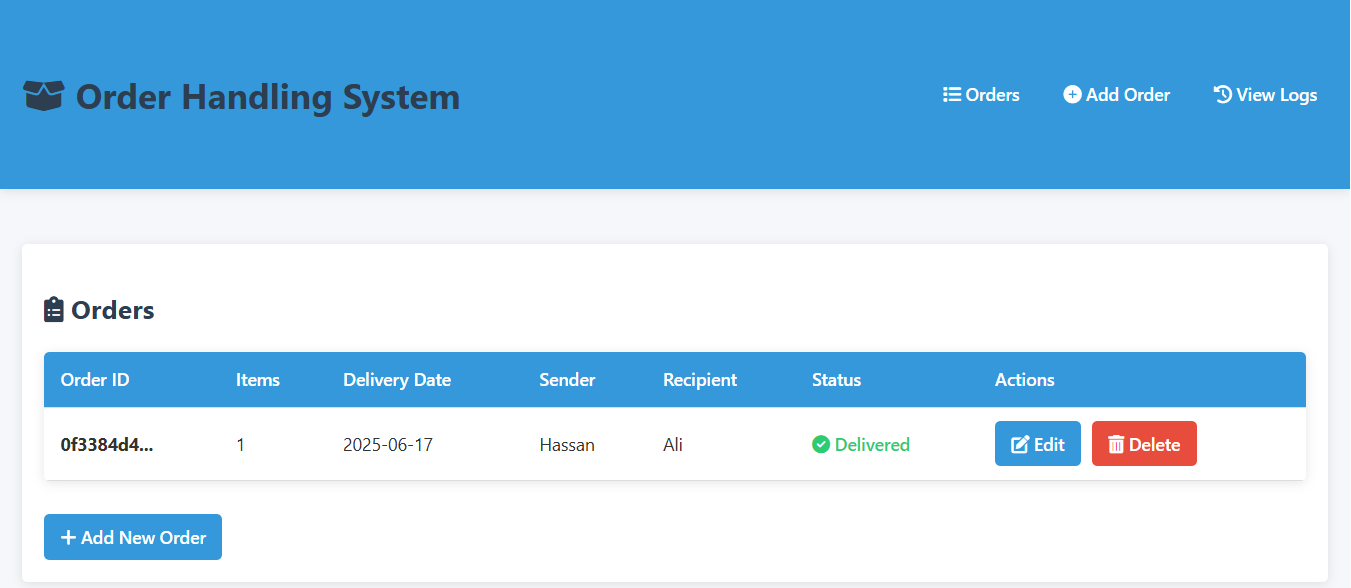 Order Handling System
Orders Add Order View Logs
Orders
Order ID Items Delivery Date Sender Recipient Status Actions
0f3384d4... 1 2025-06-17 Hassan Ali Delivered Edit Delete
Add New Order